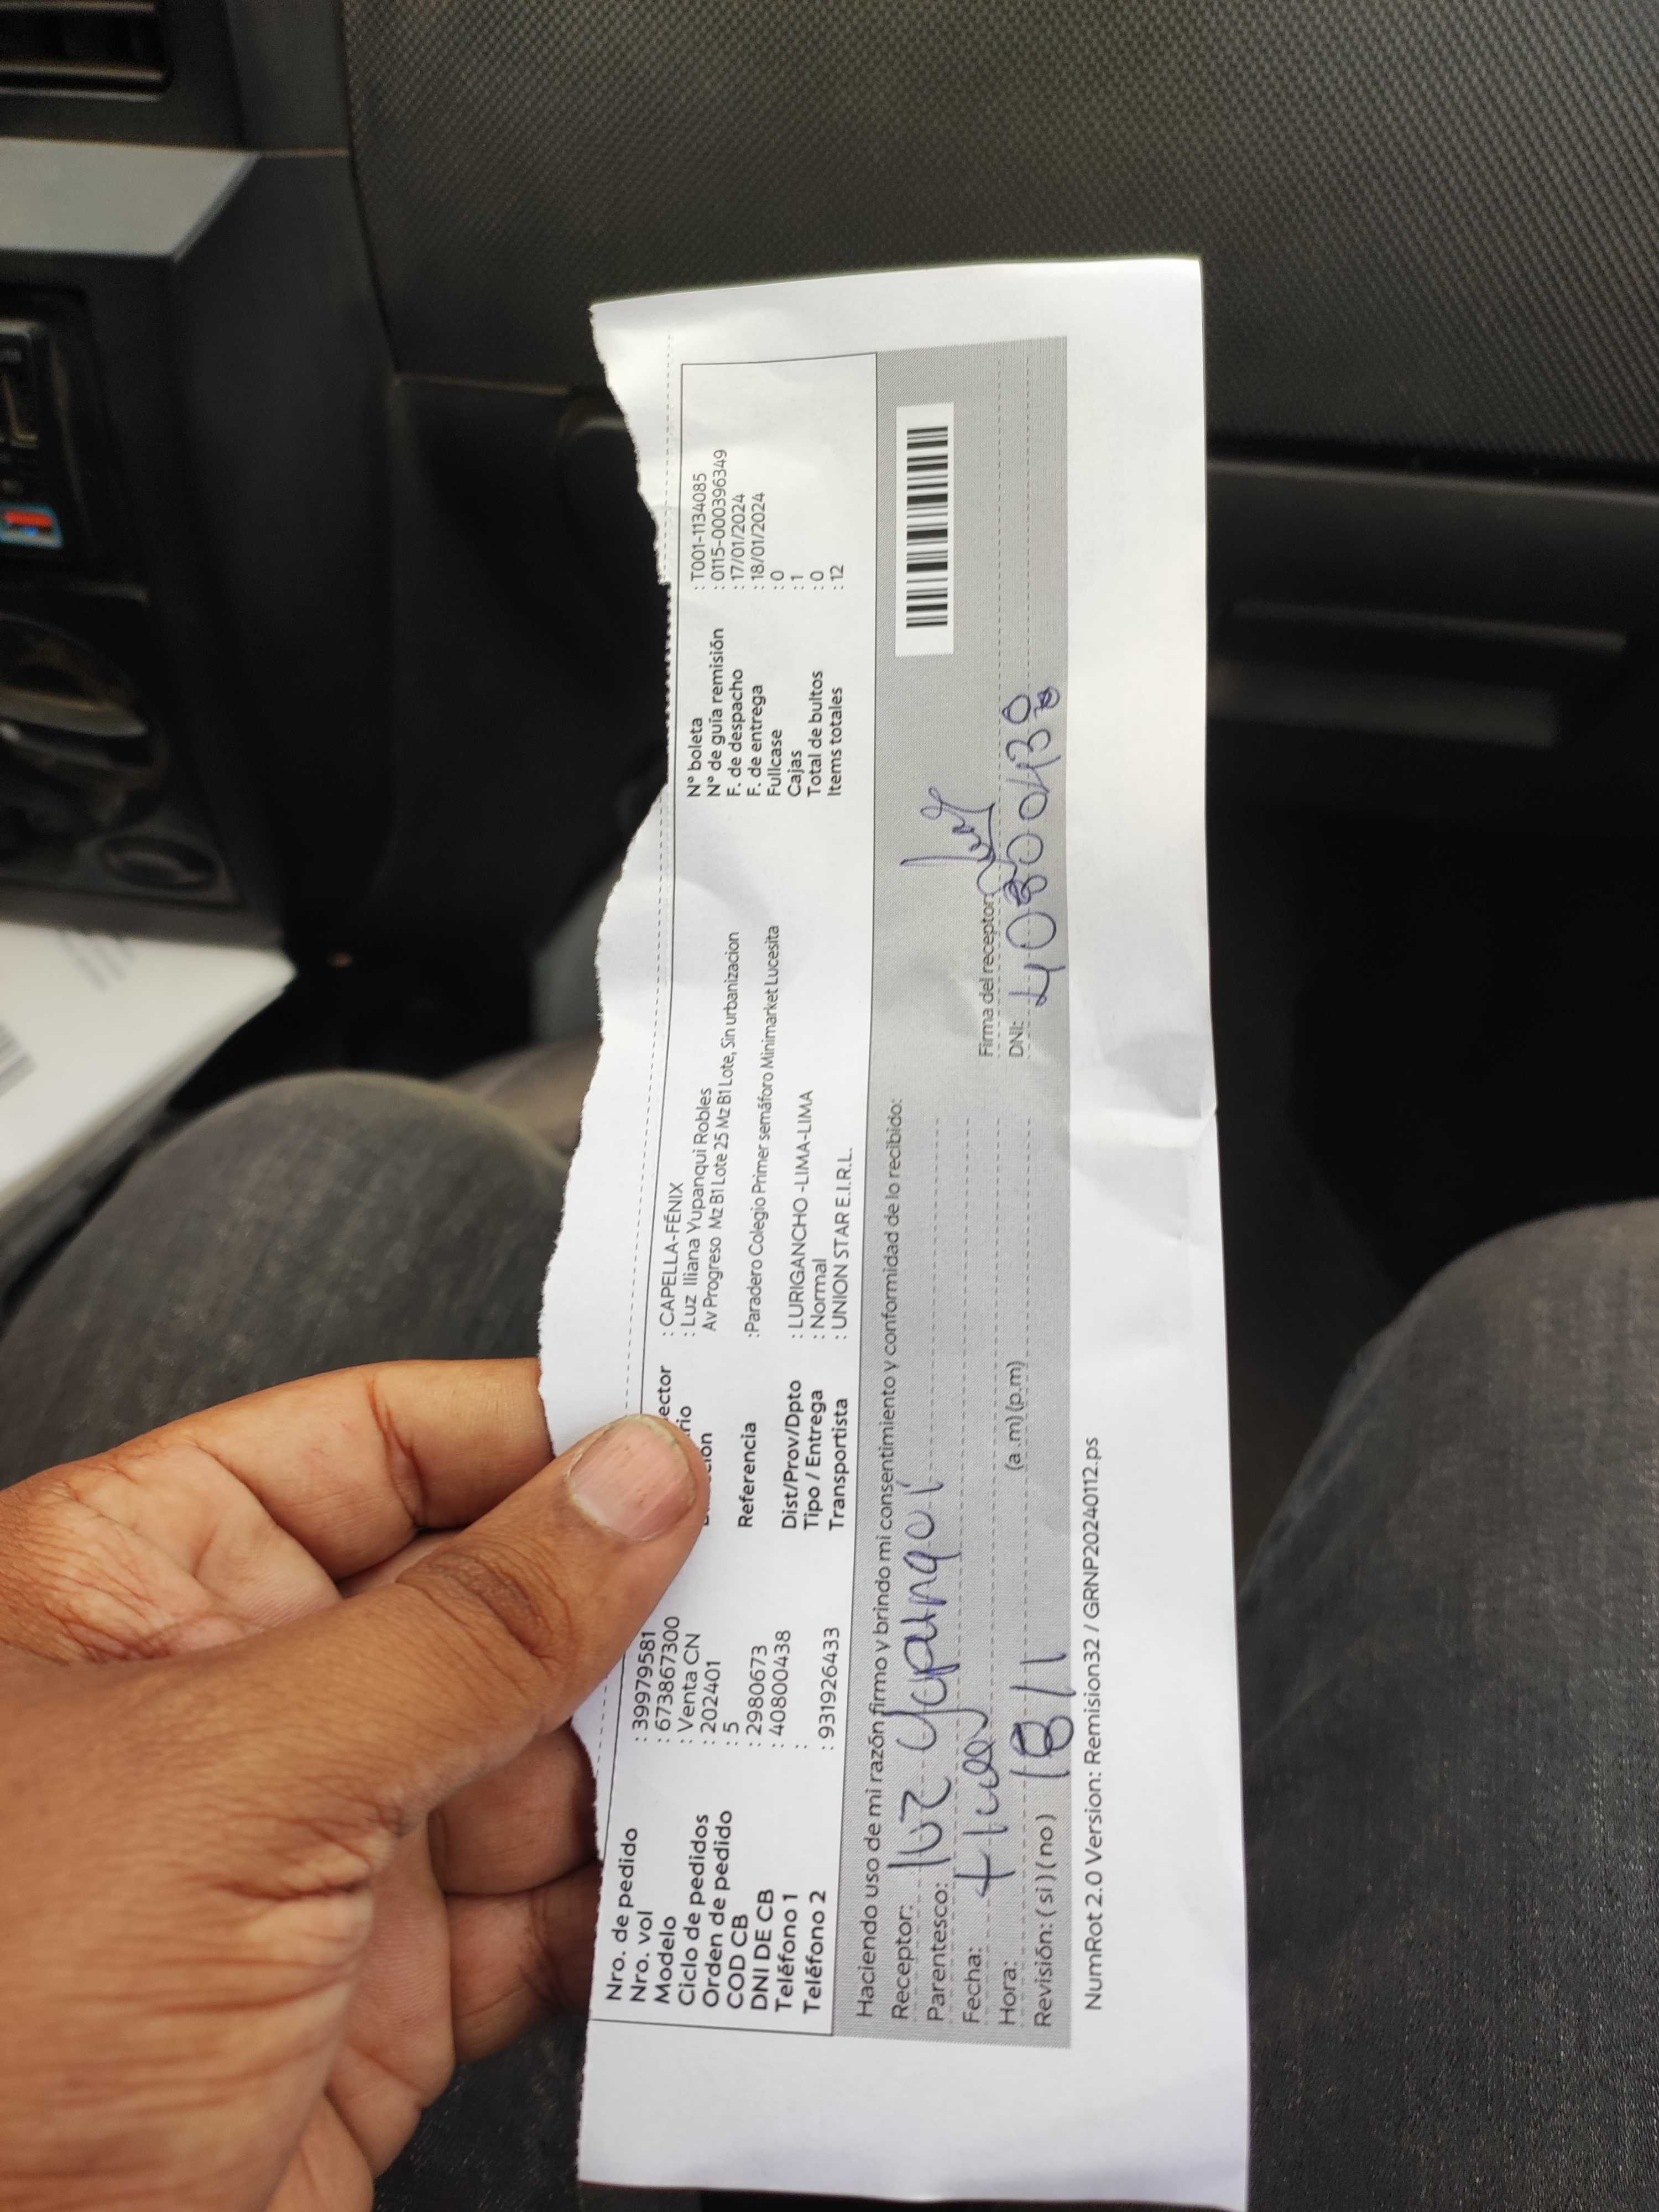 Nro. de pedido : 39979581
Nro. vol : 673867300
Modelo : Venta CN
Ciclo de pedidos : 202401
Orden de pedido : 5
COD CB : 2980673
DNI DE CB : 40800438
Teléfono 1 :
Teléfono 2 : 931926433
ector : CAPELLA-FÉNIX
rio : Luz Iliana Yupanqui Robles
ción Av Progreso Mz B1 Lote 25 Mz B1 Lote, Sin urbanizacion
Referencia :Paradero Colegio Primer semáforo Minimarket Lucesita
Dist/Prov/Dpto : LURIGANCHO -LIMA-LIMA
Tipo / Entrega : Normal
Transportista : UNION STAR E.I.R.L.
N° boleta : T001-1134085
N° de guía remisión : 0115-000396349
F. de despacho : 17/01/2024
F. de entrega : 18/01/2024
Fullcase : 0
Cajas : 1
Total de bultos : 0
Items totales : 12
Haciendo uso de mi razón firmo y brindo mi consentimiento y conformidad de lo recibido:
Receptor: luz Yupanqui
Parentesco:
Fecha:
Hora: 18/1 (a.m) (p.m)
Revisión: ( si ) ( no )
Firma del receptor:
DNI: 40800438
NumRot 2.0 Version: Remision32 / GRNP20240112.ps